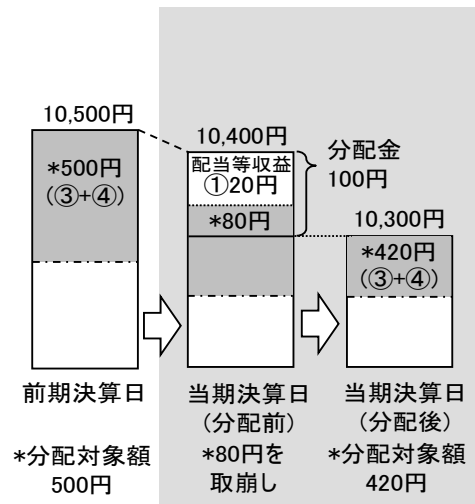 10,500円
*500円
(③+④)
前期決算日
*分配対象額
500円
10,400円
配当等収益
①20円
*80円
分配金
100円
当期決算日
(分配前)
*80円を
取崩し
10,300円
*420円
(③+④)
当期決算日
(分配後)
*分配対象額
420円